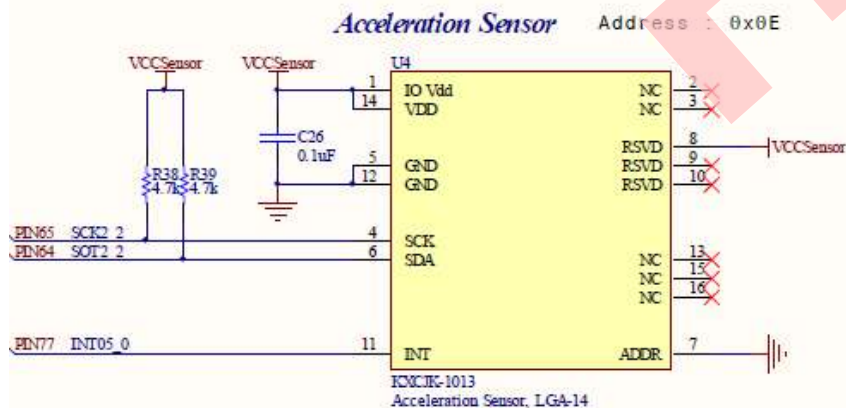 Acceleration Sensor Address : 0x0E
VCCSensor VCCSensor U4
1 IO Vdd NC 2
14 VDD NC 3
C26
0.1uF
RSVD 8 VCCSensor
5 GND RSVD 9
12 GND RSVD 10
R38 R39
4.7k 4.7k
PIN65 SCK2_2 4 SCK
PIN64 SOT2_2 6 SDA
NC 13
NC 15
NC 16
PIN77 INT05_0 11 INT ADDR 7
KXCJK-1013
Acceleration Sensor, LGA-14